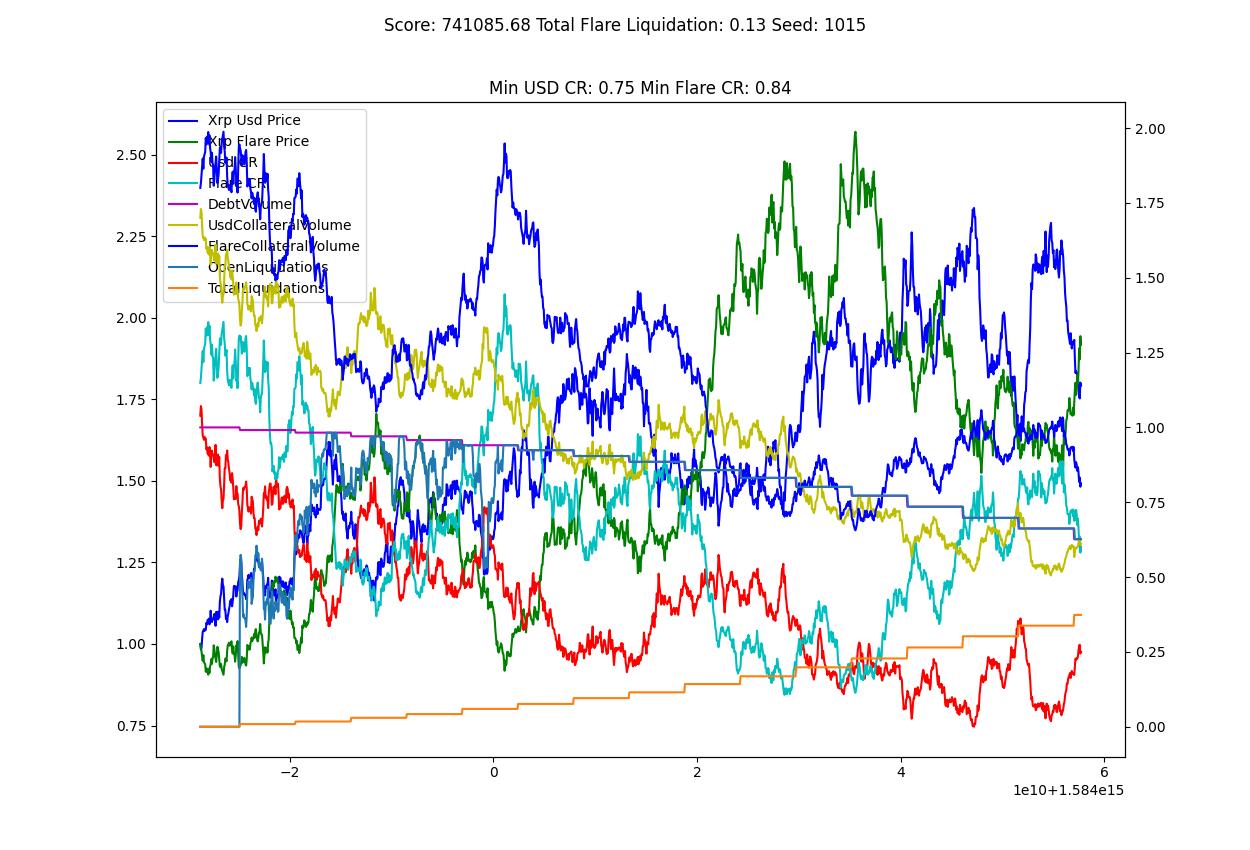 Score: 741085.68 Total Flare Liquidation: 0.13 Seed: 1015
Min USD CR: 0.75 Min Flare CR: 0.84
Xrp Usd Price
Xrp Flare Price
Usd CR
Flare CR
DebtVolume
UsdCollateralVolume
FlareCollateralVolume
OpenLiquidations
TotalLiquidations
2.50
2.25
2.00
1.75
1.50
1.25
1.00
0.75
2.00
1.75
1.50
1.25
1.00
0.75
0.50
0.25
0.00
−2 0 2 4 6
1e10+1.584e15